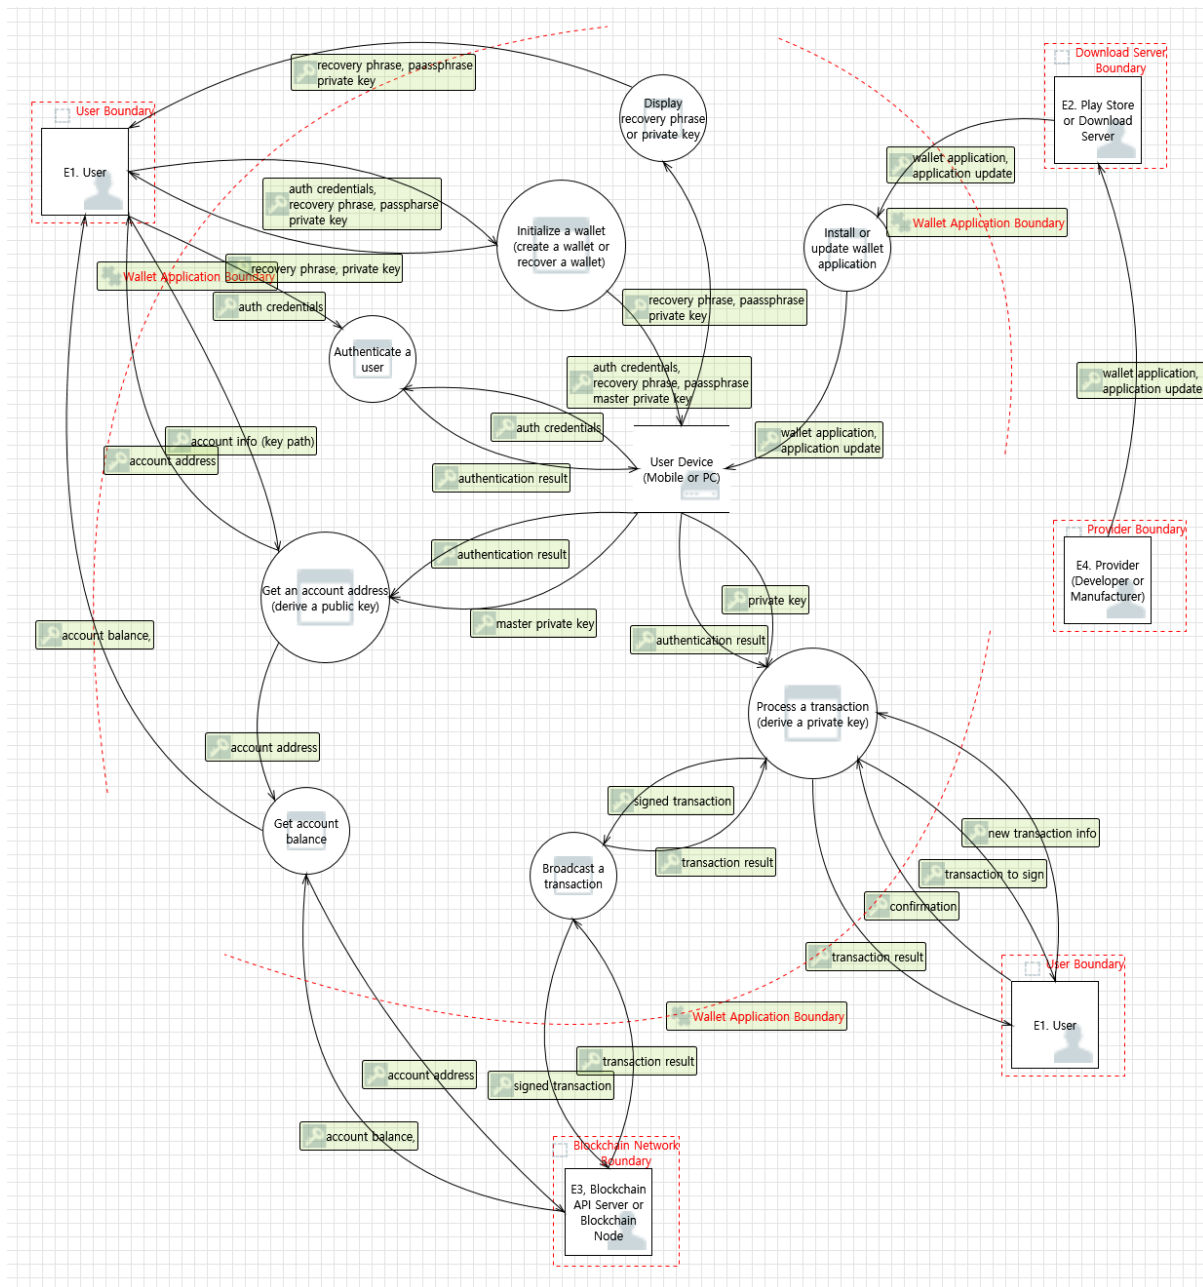 recovery phrase, paassphrase
private key
Display
recovery phrase
or private key
Download Server
Boundary
E2. Play Store
or Download
Server
User Boundary
E1. User
wallet application,
application update
auth credentials,
recovery phrase, passpharse
private key
Initialize a wallet
(create a wallet or
recover a wallet)
Install or
update wallet
application
Wallet Application Boundary
Wallet Application Boundary
recovery phrase, private key
auth credentials
recovery phrase, paassphrase
private key
Authenticate a
user
auth credentials,
recovery phrase, paassphrase
master private key
wallet application,
application update
auth credentials
wallet application,
application update
account info (key path)
account address
User Device
(Mobile or PC)
authentication result
authentication result
Provider Boundary
E4. Provider
(Developer or
Manufacturer)
Get an account address
(derive a public key)
private key
master private key
authentication result
account balance,
Process a transaction
(derive a private key)
account address
signed transaction
Get account
balance
new transaction info
transaction result
Broadcast a
transaction
transaction to sign
confirmation
transaction result
User Boundary
E1. User
Wallet Application Boundary
transaction result
account address
signed transaction
account balance,
Blockchain Network
Boundary
E3, Blockchain
API Server or
Blockchain
Node